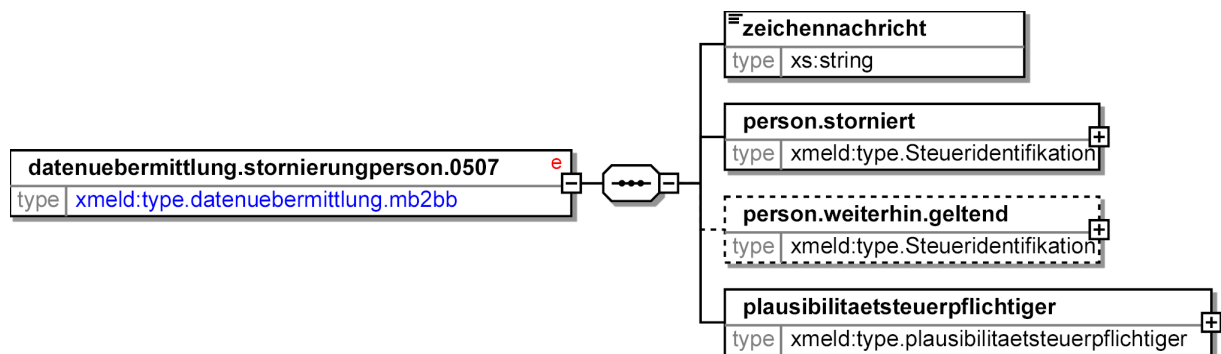 zeichennachricht
type xs:string
person.storniert
type xmeld:type.Steueridentifikation
datenuebermittlung.stornierungperson.0507 e
type xmeld:type.datenuebermittlung.mb2bb
person.weiterhin.geltend
type xmeld:type.Steueridentifikation
plausibilitaetsteuerpflichtiger
type xmeld:type.plausibilitaetsteuerpflichtiger